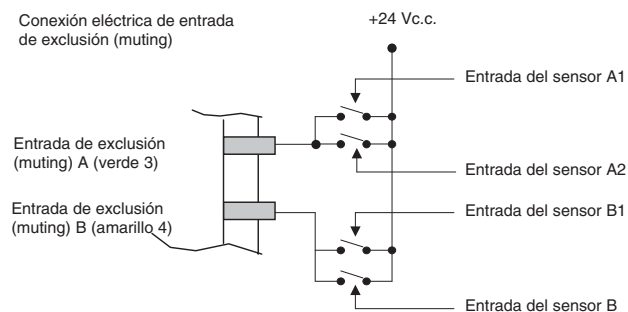 Conexión eléctrica de entrada
de exclusión (muting)
+24 Vc.c.
Entrada del sensor A1
Entrada de exclusión
(muting) A (verde 3)
Entrada del sensor A2
Entrada de exclusión
(muting) B (amarillo 4)
Entrada del sensor B1
Entrada del sensor B